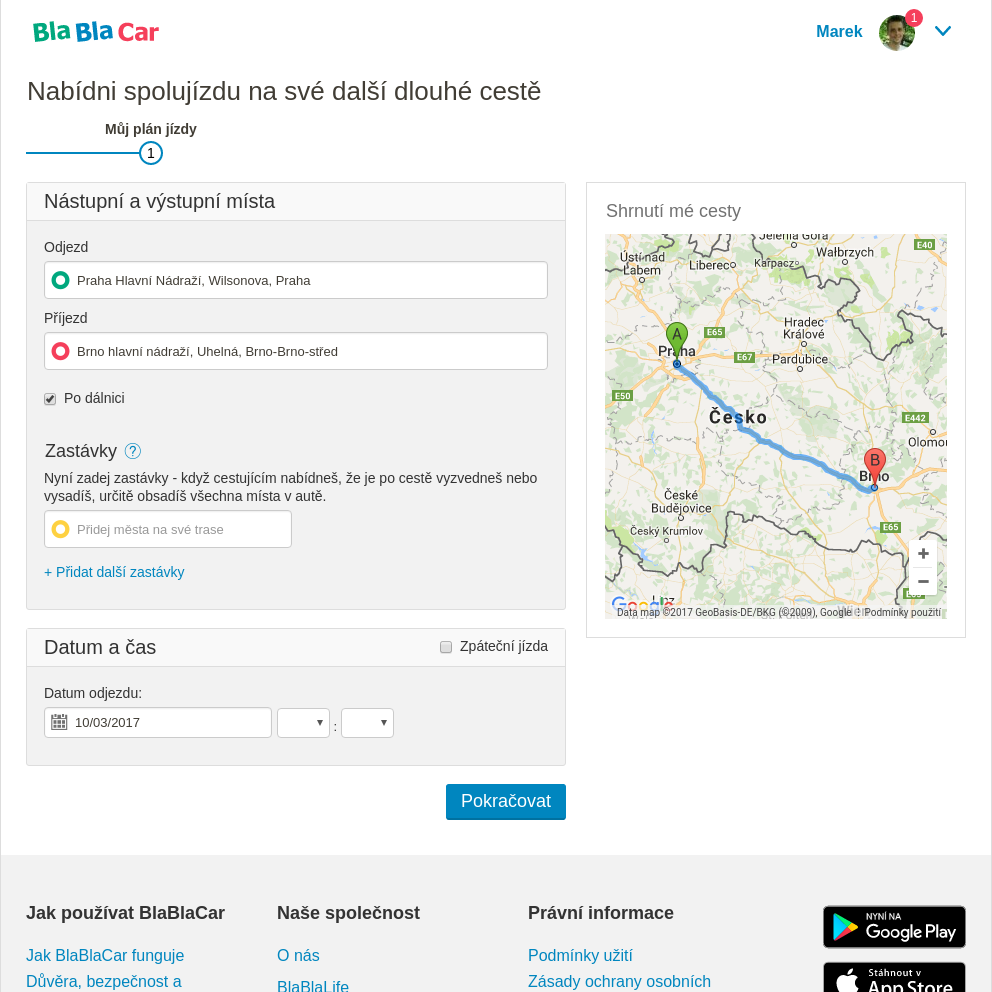 BlaBlaCar
Marek
1
Nabídni spolujízdu na své další dlouhé cestě
Můj plán jízdy
1
Nástupní a výstupní místa
Odjezd
Praha Hlavní Nádraží, Wilsonova, Praha
Příjezd
Brno hlavní nádraží, Uhelná, Brno-Brno-střed
Po dálnici
Zastávky ?
Nyní zadej zastávky - když cestujícím nabídneš, že je po cestě vyzvedneš nebo
vysadíš, určitě obsadíš všechna místa v autě.
Přidej města na své trase
+ Přidat další zastávky
Datum a čas
Zpáteční jízda
Datum odjezdu:
10/03/2017
:
Pokračovat
Shrnutí mé cesty
Jelenia Góra
E40
Ústí nad
Labem
Liberec
Karpacz
Wałbrzych
A
E65
Hradec
Králové
Praha
E67
Pardubice
E50
Česko
E442
Olomou
B
Brno
České
Budějovice
Český Krumlov
E65
+
−
Linz
Google
Data map ©2017 GeoBasis-DE/BKG (©2009), Google
Podmínky použití
Jak používat BlaBlaCar
Jak BlaBlaCar funguje
Důvěra, bezpečnost a
Naše společnost
O nás
BlaBlaLife
Právní informace
Podmínky užití
Zásady ochrany osobních
NYNÍ NA
Google Play
Stáhnout v
App Store